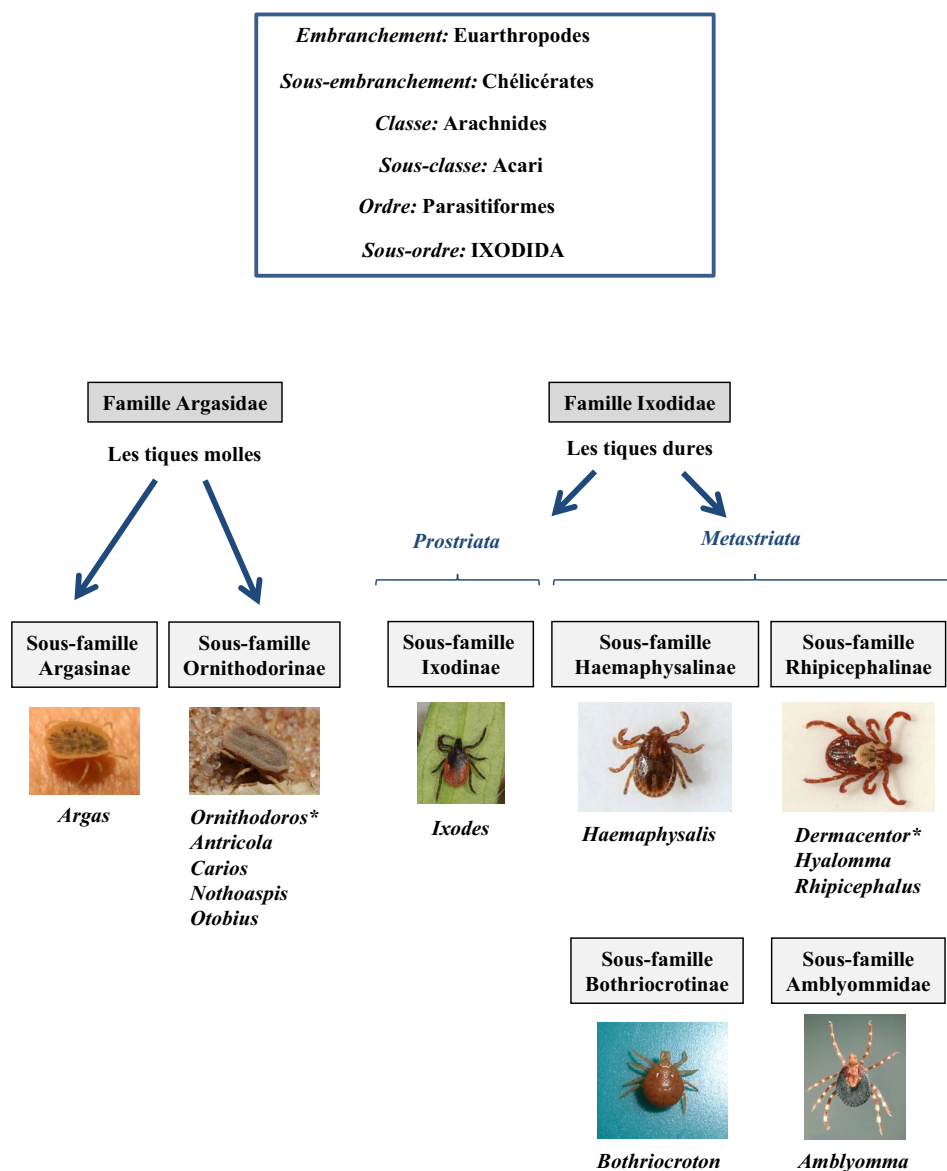 Embranchement: Euarthropodes
Sous-embranchement: Chélicérates
Classe: Arachnides
Sous-classe: Acari
Ordre: Parasitiformes
Sous-ordre: IXODIDA
Famille Argasidae
Les tiques molles
Famille Ixodidae
Les tiques dures
Prostriata
Metastriata
Sous-famille
Argasinae
Sous-famille
Ornithodorinae
Sous-famille
Ixodinae
Sous-famille
Haemaphysalinae
Sous-famille
Rhipicephalinae
Argas
Ornithodoros*
Antricola
Carios
Nothoaspis
Otobius
Ixodes
Haemaphysalis
Dermacentor*
Hyalomma
Rhipicephalus
Sous-famille
Bothriocrotinae
Sous-famille
Amblyommidae
Bothriocroton
Amblyomma